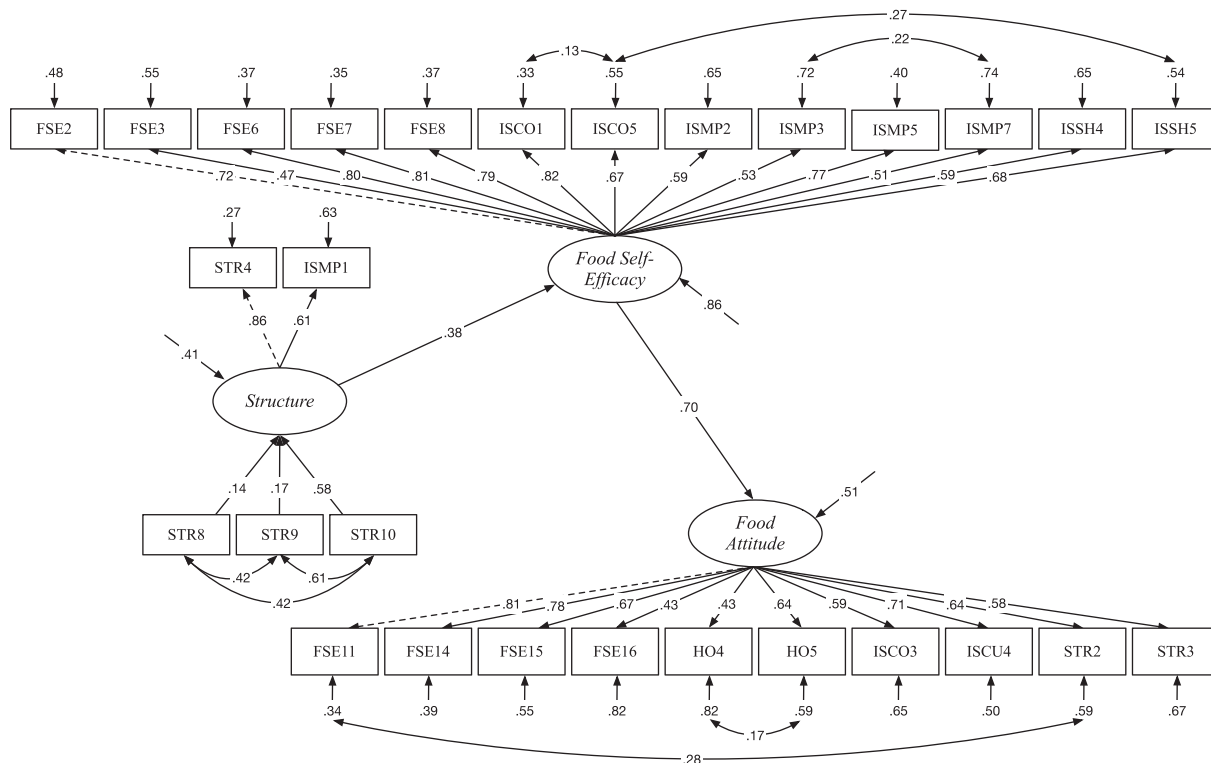 .27
.13
.22
.48 .55 .37 .35 .37 .33 .55 .65 .72 .40 .74 .65 .54
FSE2 FSE3 FSE6 FSE7 FSE8 ISCO1 ISCO5 ISMP2 ISMP3 ISMP5 ISMP7 ISSH4 ISSH5
.72 .47 .80 .81 .79 .82 .67 .59 .53 .77 .51 .59 .68
.27 .63
STR4 ISMP1
Food Self-
Efficacy
.86 .61
.86
.38
.41
Structure
.70
.14 .17 .58
.51
STR8 STR9 STR10
Food
Attitude
.42 .61
.42
.81 .78 .67 .43 .43 .64 .59 .71 .64 .58
FSE11 FSE14 FSE15 FSE16 HO4 HO5 ISCO3 ISCU4 STR2 STR3
.34 .39 .55 .82 .82 .59 .65 .50 .59 .67
.17
.28